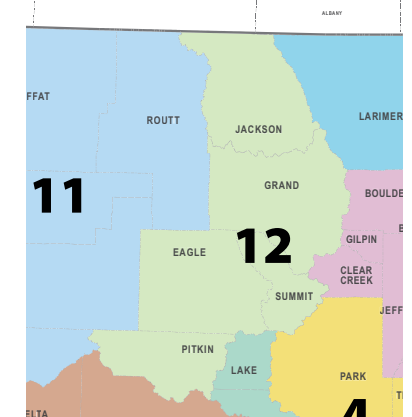 ALBANY
FFAT
ROUTT
JACKSON
LARIMER
11
GRAND
BOULDE
12
GILPIN
B
EAGLE
CLEAR
CREEK
SUMMIT
JEFF
PITKIN
LAKE
PARK
4
T
ELTA